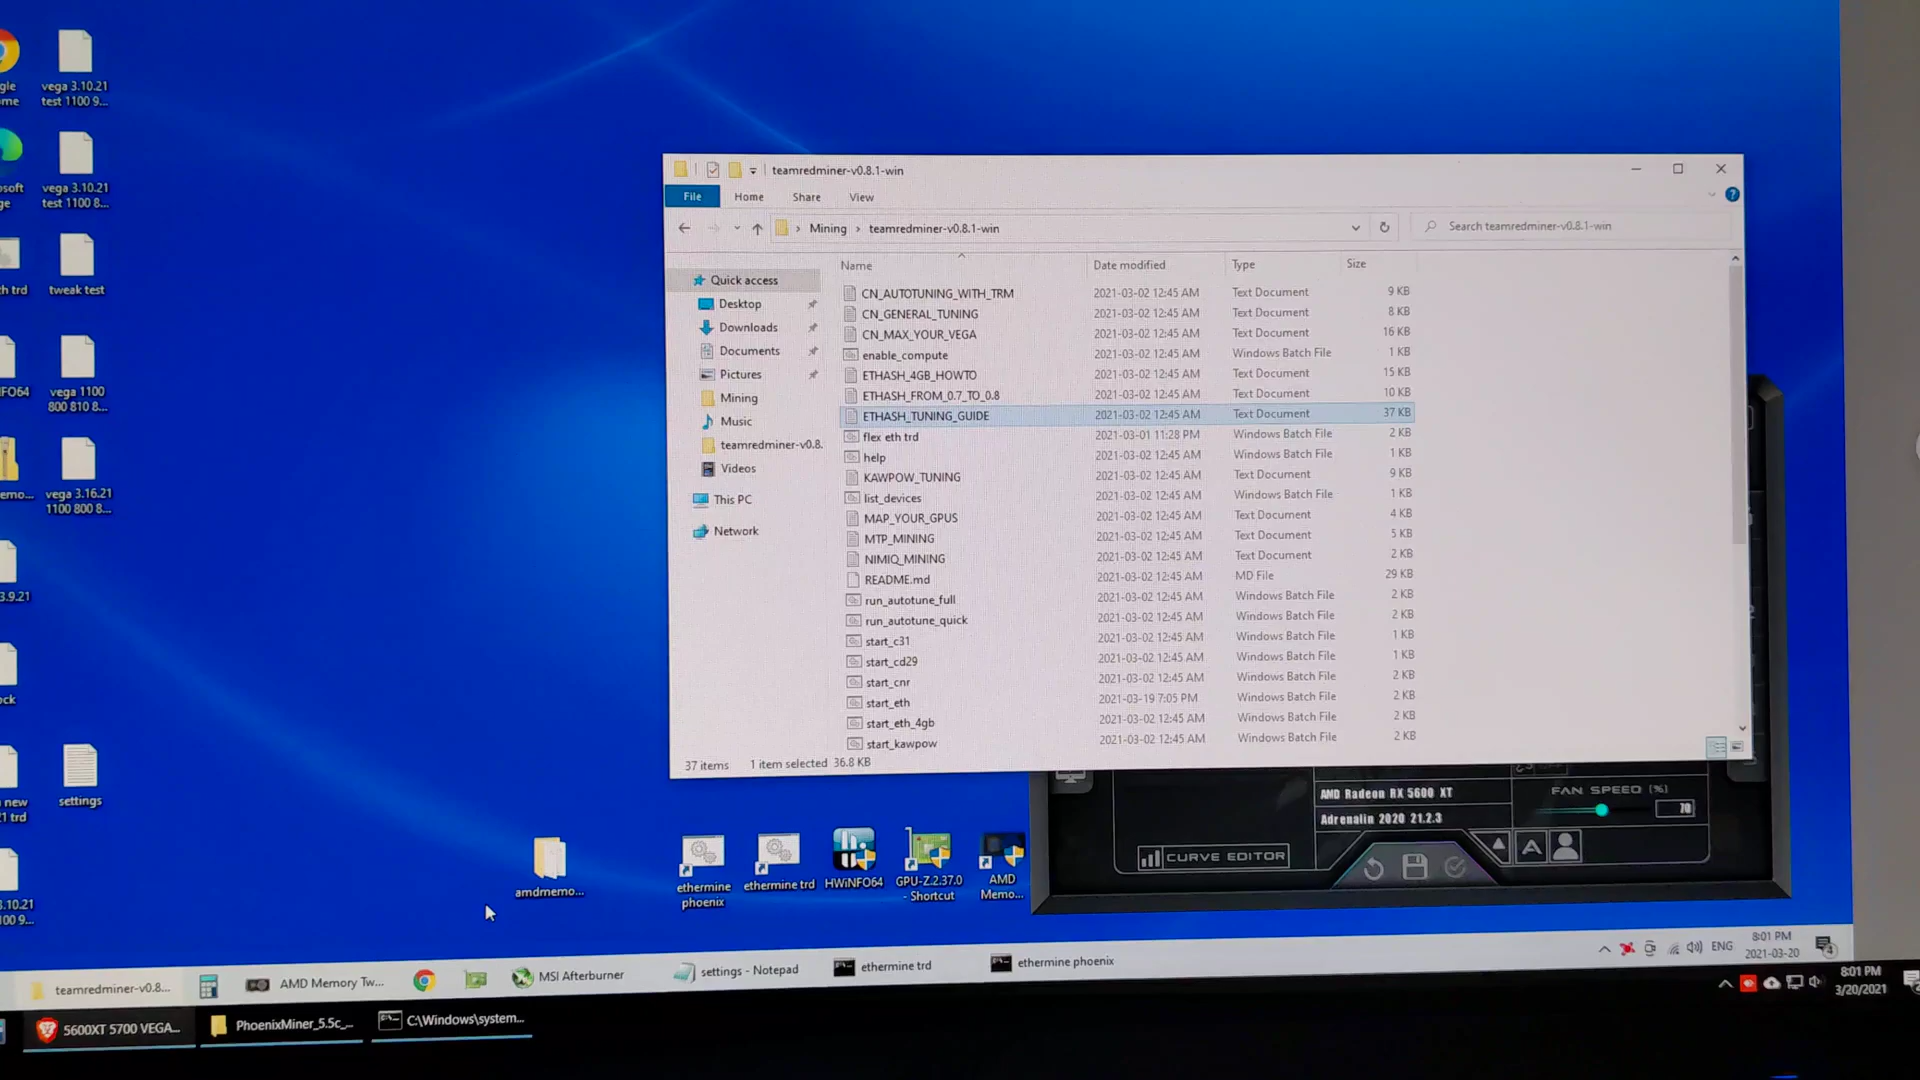 gle
me
vega 3.10.21
test 1100 9...
osoft
ge
vega 3.10.21
test 1100 8...
th trd
tweak test
FO64
vega 1100
800 810 8...
emo...
vega 3.16.21
1100 800 8...
3.9.21
ock
new
21 trd
settings
3.10.21
100 9...
teamredminer-v0.8.1-win
File
Home
Share
View
Mining > teamredminer-v0.8.1-win
Search teamredminer-v0.8.1-win
Quick access
Desktop
Downloads
Documents
Pictures
Mining
Music
teamredminer-v0.8.
Videos
This PC
Network
Name Date modified Type Size
CN_AUTOTUNING_WITH_TRM 2021-03-02 12:45 AM Text Document 9 KB
CN_GENERAL_TUNING 2021-03-02 12:45 AM Text Document 8 KB
CN_MAX_YOUR_VEGA 2021-03-02 12:45 AM Text Document 16 KB
enable_compute 2021-03-02 12:45 AM Windows Batch File 1 KB
ETHASH_4GB_HOWTO 2021-03-02 12:45 AM Text Document 15 KB
ETHASH_FROM_0.7_TO_0.8 2021-03-02 12:45 AM Text Document 10 KB
ETHASH_TUNING_GUIDE 2021-03-02 12:45 AM Text Document 37 KB
flex eth trd 2021-03-01 11:28 PM Windows Batch File 2 KB
help 2021-03-02 12:45 AM Windows Batch File 1 KB
KAWPOW_TUNING 2021-03-02 12:45 AM Text Document 9 KB
list_devices 2021-03-02 12:45 AM Windows Batch File 1 KB
MAP_YOUR_GPUS 2021-03-02 12:45 AM Text Document 4 KB
MTP_MINING 2021-03-02 12:45 AM Text Document 5 KB
NIMIQ_MINING 2021-03-02 12:45 AM Text Document 2 KB
README.md 2021-03-02 12:45 AM MD File 29 KB
run_autotune_full 2021-03-02 12:45 AM Windows Batch File 2 KB
run_autotune_quick 2021-03-02 12:45 AM Windows Batch File 2 KB
start_c31 2021-03-02 12:45 AM Windows Batch File 1 KB
start_cd29 2021-03-02 12:45 AM Windows Batch File 1 KB
start_cnr 2021-03-02 12:45 AM Windows Batch File 2 KB
start_eth 2021-03-19 7:05 PM Windows Batch File 2 KB
start_eth_4gb 2021-03-02 12:45 AM Windows Batch File 2 KB
start_kawpow 2021-03-02 12:45 AM Windows Batch File 2 KB
37 items 1 item selected 36.8 KB
AMD Radeon RX 5600 XT
Adrenalin 2020 21.2.3
FAN SPEED (%)
70
CURVE EDITOR
amdmemo...
ethermine
phoenix
ethermine trd
HWiNFO64
GPU-Z.2.37.0
- Shortcut
AMD
Memo...
teamredminer-v0.8...
AMD Memory Tw...
MSI Afterburner
settings - Notepad
ethermine trd
ethermine phoenix
ENG
8:01 PM
2021-03-20
4
5600XT 5700 VEGA...
PhoenixMiner_5.5c_...
C:\Windows\system...
8:01 PM
3/20/2021